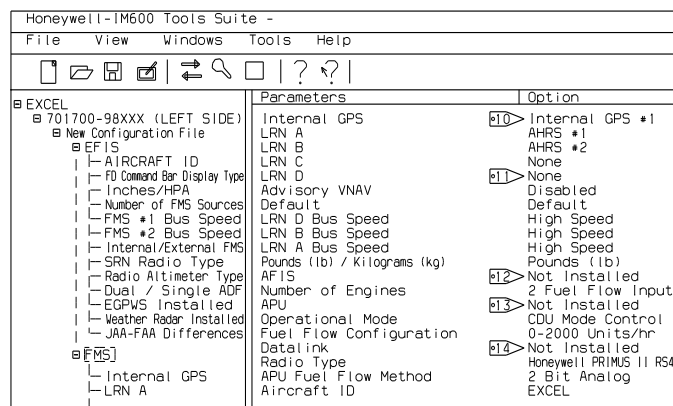 Honeywell-IM600 Tools Suite -
File View Windows Tools Help
EXCEL
701700-98XXX (LEFT SIDE)
New Configuration File
EFIS
AIRCRAFT ID
FD Command Bar Display Type
Inches/HPA
Number of FMS Sources
FMS #1 Bus Speed
FMS #2 Bus Speed
Internal/External FMS
SRN Radio Type
Radio Altimeter Type
Dual / Single ADF
EGPWS Installed
Weather Radar Installed
JAA-FAA Differences
FMS
Internal GPS
LRN A
Parameters Option
Internal GPS 10 Internal GPS #1
LRN A AHRS #1
LRN B AHRS #2
LRN C None
LRN D 11 None
Advisory VNAV Disabled
Default Default
LRN D Bus Speed High Speed
LRN B Bus Speed High Speed
LRN A Bus Speed High Speed
Pounds (lb) / Kilograms (kg) Pounds (lb)
AFIS 12 Not Installed
Number of Engines 2 Fuel Flow Input
APU 13 Not Installed
Operational Mode CDU Mode Control
Fuel Flow Configuration 0-2000 Units/hr
Datalink 14 Not Installed
Radio Type Honeywell PRIMUS II RS4
APU Fuel Flow Method 2 Bit Analog
Aircraft ID EXCEL